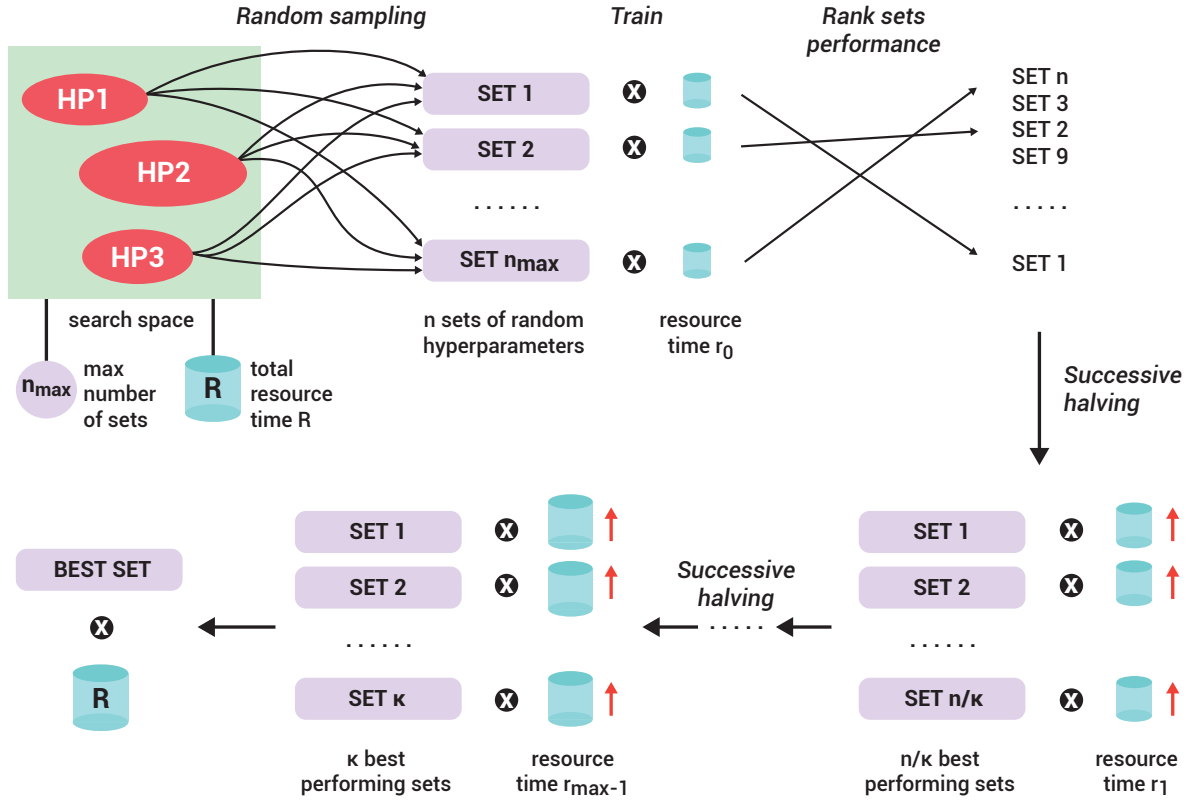 Random sampling
Train
Rank sets
performance
HP1
HP2
HP3
SET 1
SET 2
......
SET nmax
X
X
X
SET n
SET 3
SET 2
SET 9
.....
SET 1
search space
nmax
max
number
of sets
R
total
resource
time R
n sets of random
hyperparameters
resource
time r0
Successive
halving
SET 1
SET 2
......
SET n/κ
X
X
X
n/κ best
performing sets
resource
time r1
Successive
halving
.....
SET 1
SET 2
......
SET κ
X
X
X
κ best
performing sets
resource
time rmax-1
BEST SET
X
R